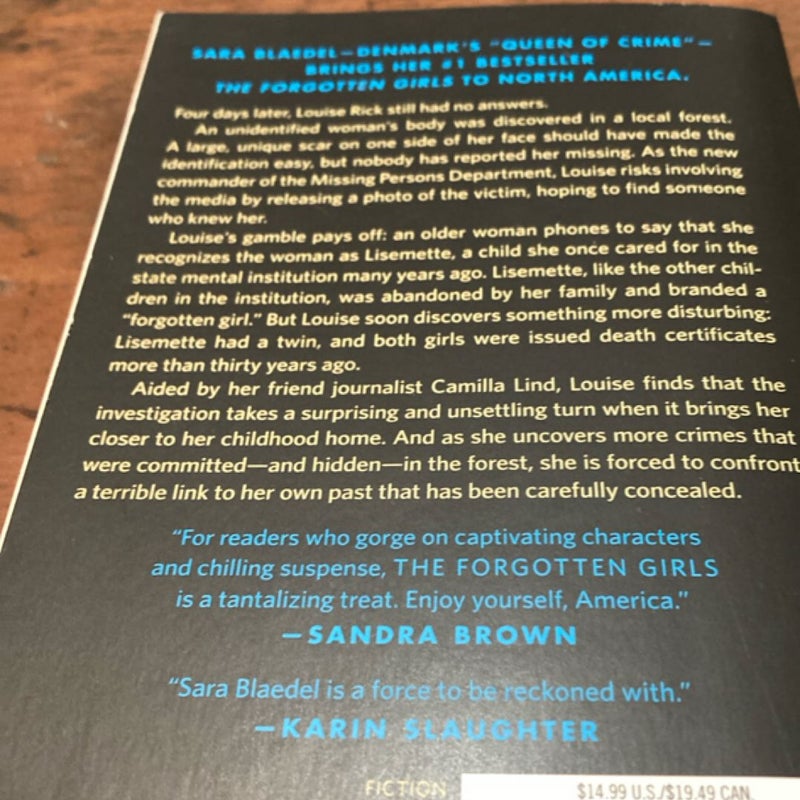 SARA BLAEDEL—DENMARK'S "QUEEN OF CRIME"—
BRINGS HER #1 BESTSELLER
THE FORGOTTEN GIRLS TO NORTH AMERICA.
Four days later, Louise Rick still had no answers.
An unidentified woman's body was discovered in a local forest.
A large, unique scar on one side of her face should have made the
identification easy, but nobody has reported her missing. As the new
commander of the Missing Persons Department, Louise risks involving
the media by releasing a photo of the victim, hoping to find someone
who knew her.
Louise's gamble pays off: an older woman phones to say that she
recognizes the woman as Lisemette, a child she once cared for in the
state mental institution many years ago. Lisemette, like the other chil-
dren in the institution, was abandoned by her family and branded a
"forgotten girl." But Louise soon discovers something more disturbing:
Lisemette had a twin, and both girls were issued death certificates
more than thirty years ago.
Aided by her friend journalist Camilla Lind, Louise finds that the
investigation takes a surprising and unsettling turn when it brings her
closer to her childhood home. And as she uncovers more crimes that
were committed—and hidden—in the forest, she is forced to confront
a terrible link to her own past that has been carefully concealed.
"For readers who gorge on captivating characters
and chilling suspense, THE FORGOTTEN GIRLS
is a tantalizing treat. Enjoy yourself, America."
—SANDRA BROWN
"Sara Blaedel is a force to be reckoned with."
—KARIN SLAUGHTER
FICTION
$14.99 U.S./$19.49 CAN.